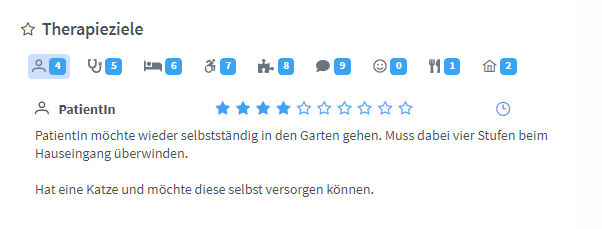 Therapieziele
4 5 6 7 8 9 0 1 2
PatientIn
PatientIn möchte wieder selbstständig in den Garten gehen. Muss dabei vier Stufen beim
Hauseingang überwinden.
Hat eine Katze und möchte diese selbst versorgen können.